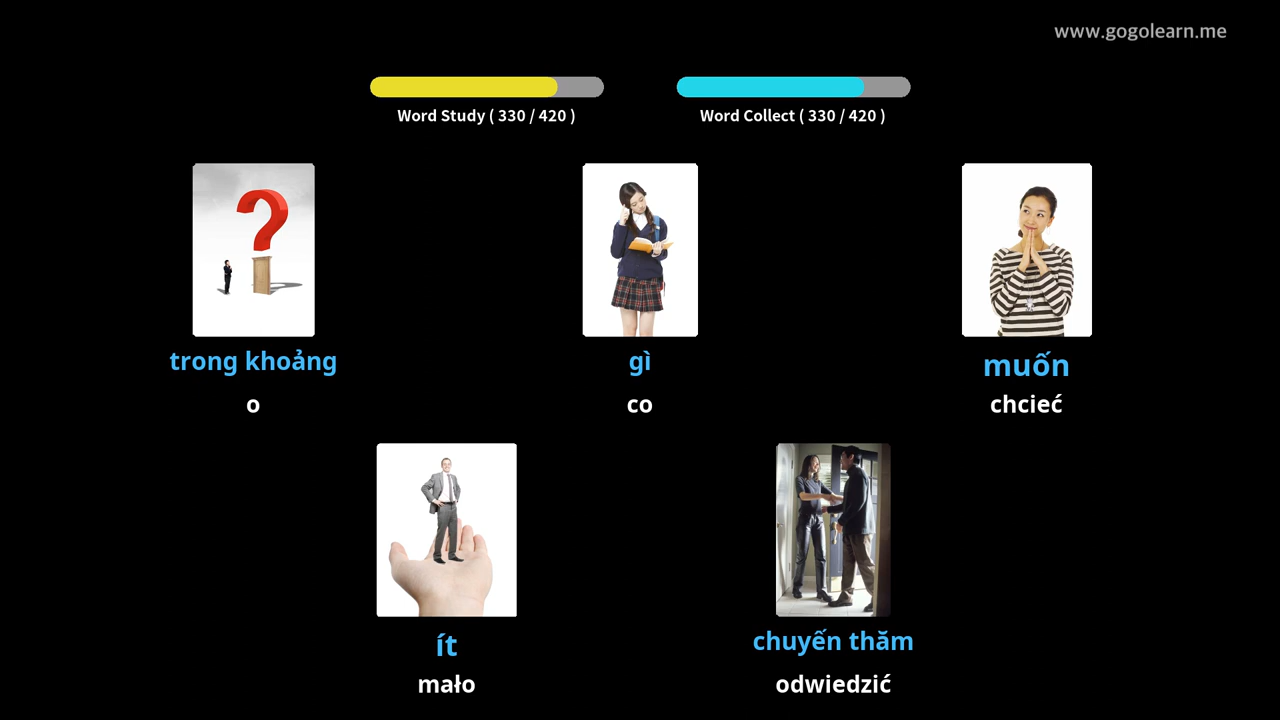 www.gogolearn.me
Word Study ( 330 / 420 )
Word Collect ( 330 / 420 )
trong khoảng
o
gì
co
muốn
chcieć
ít
mało
chuyến thăm
odwiedzić